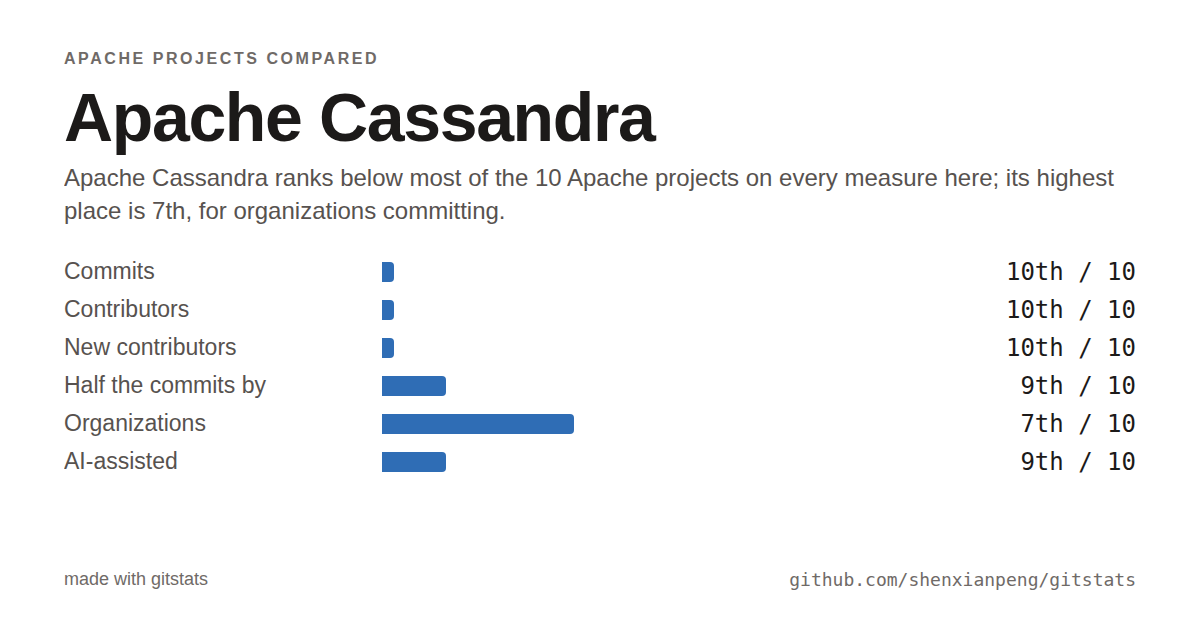 APACHE PROJECTS COMPARED
Apache Cassandra
Apache Cassandra ranks below most of the 10 Apache projects on every measure here; its highest
place is 7th, for organizations committing.
Commits 10th / 10
Contributors 10th / 10
New contributors 10th / 10
Half the commits by 9th / 10
Organizations 7th / 10
AI-assisted 9th / 10
made with gitstats github.com/shenxianpeng/gitstats